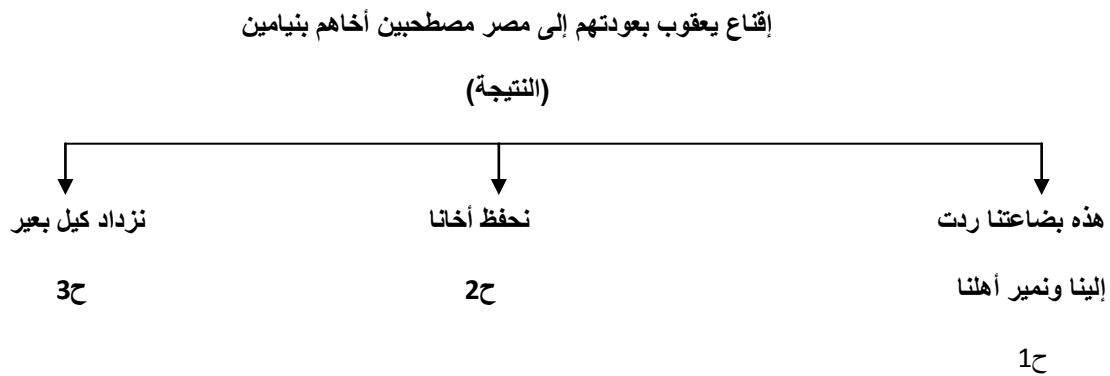 إقناع يعقوب بعودتهم إلى مصر مصطحبين أخاهم بنيامين
(النتيجة)
هذه بضاعتنا ردت
إلينا ونمير أهلنا
ح1
نحفظ أخانا
ح2
نزداد كيل بعير
ح3